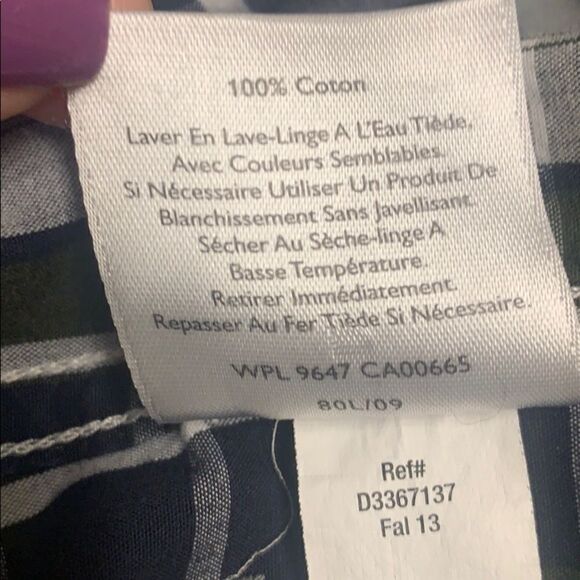 100% Coton
Laver En Lave-Linge A L'Eau Tiède,
Avec Couleurs Semblables.
Si Nécessaire Utiliser Un Produit De
Blanchissement Sans Javellisant.
Sécher Au Sèche-linge A
Basse Température.
Retirer Immédiatement.
Repasser Au Fer Tiède Si Nécessaire.
WPL 9647 CA00665
80L/09
Ref#
D3367137
Fal 13